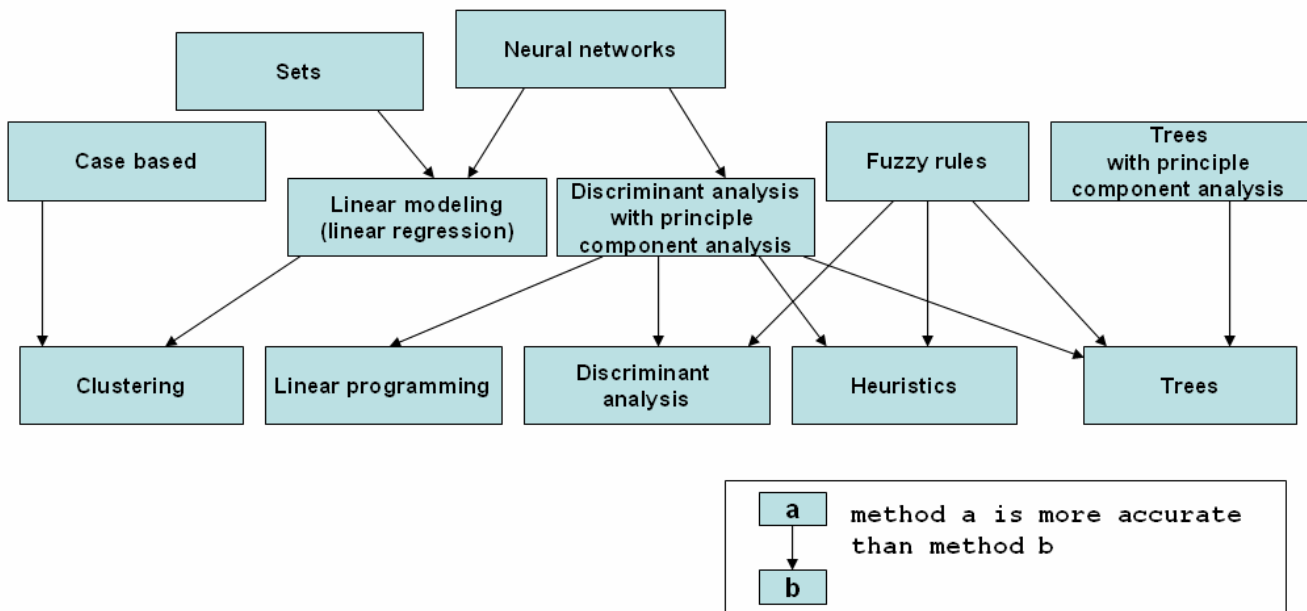 Neural networks
Sets
Case based
Fuzzy rules
Trees
with principle
component analysis
Linear modeling
(linear regression)
Discriminant analysis
with principle
component analysis
Clustering
Linear programming
Discriminant
analysis
Heuristics
Trees
a
method a is more accurate
than method b
b